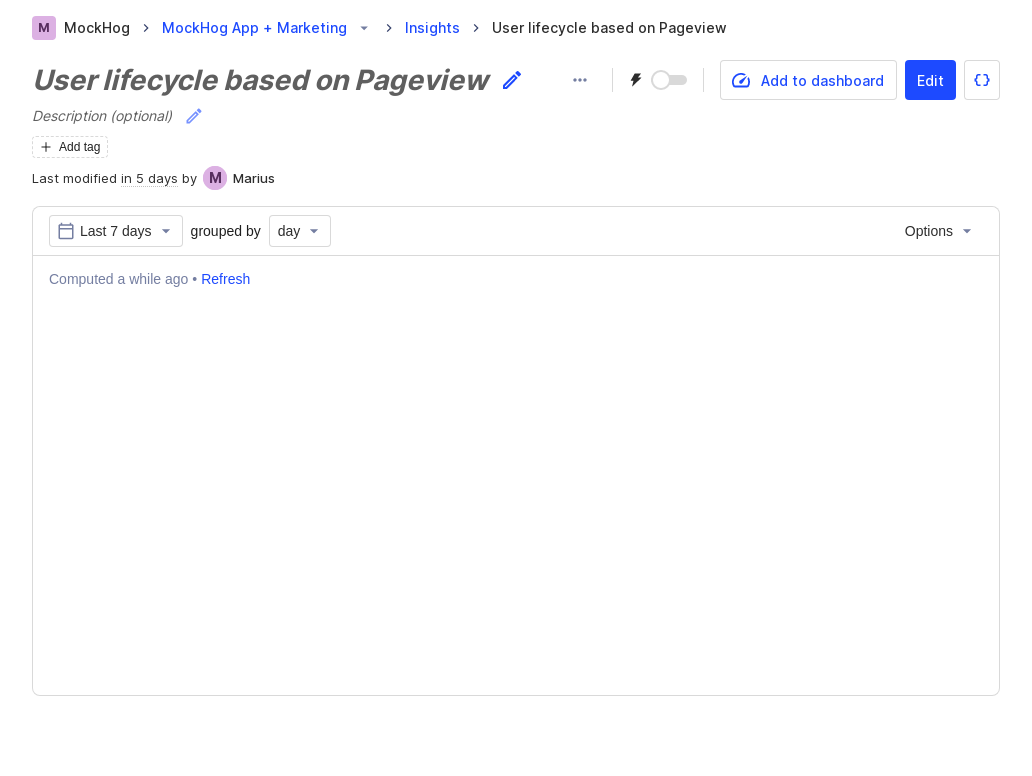 M MockHog MockHog App + Marketing Insights User lifecycle based on Pageview
User lifecycle based on Pageview Add to dashboard Edit {}
Description (optional)
Add tag
Last modified in 5 days by M Marius
Last 7 days grouped by day Options
Computed a while ago • Refresh